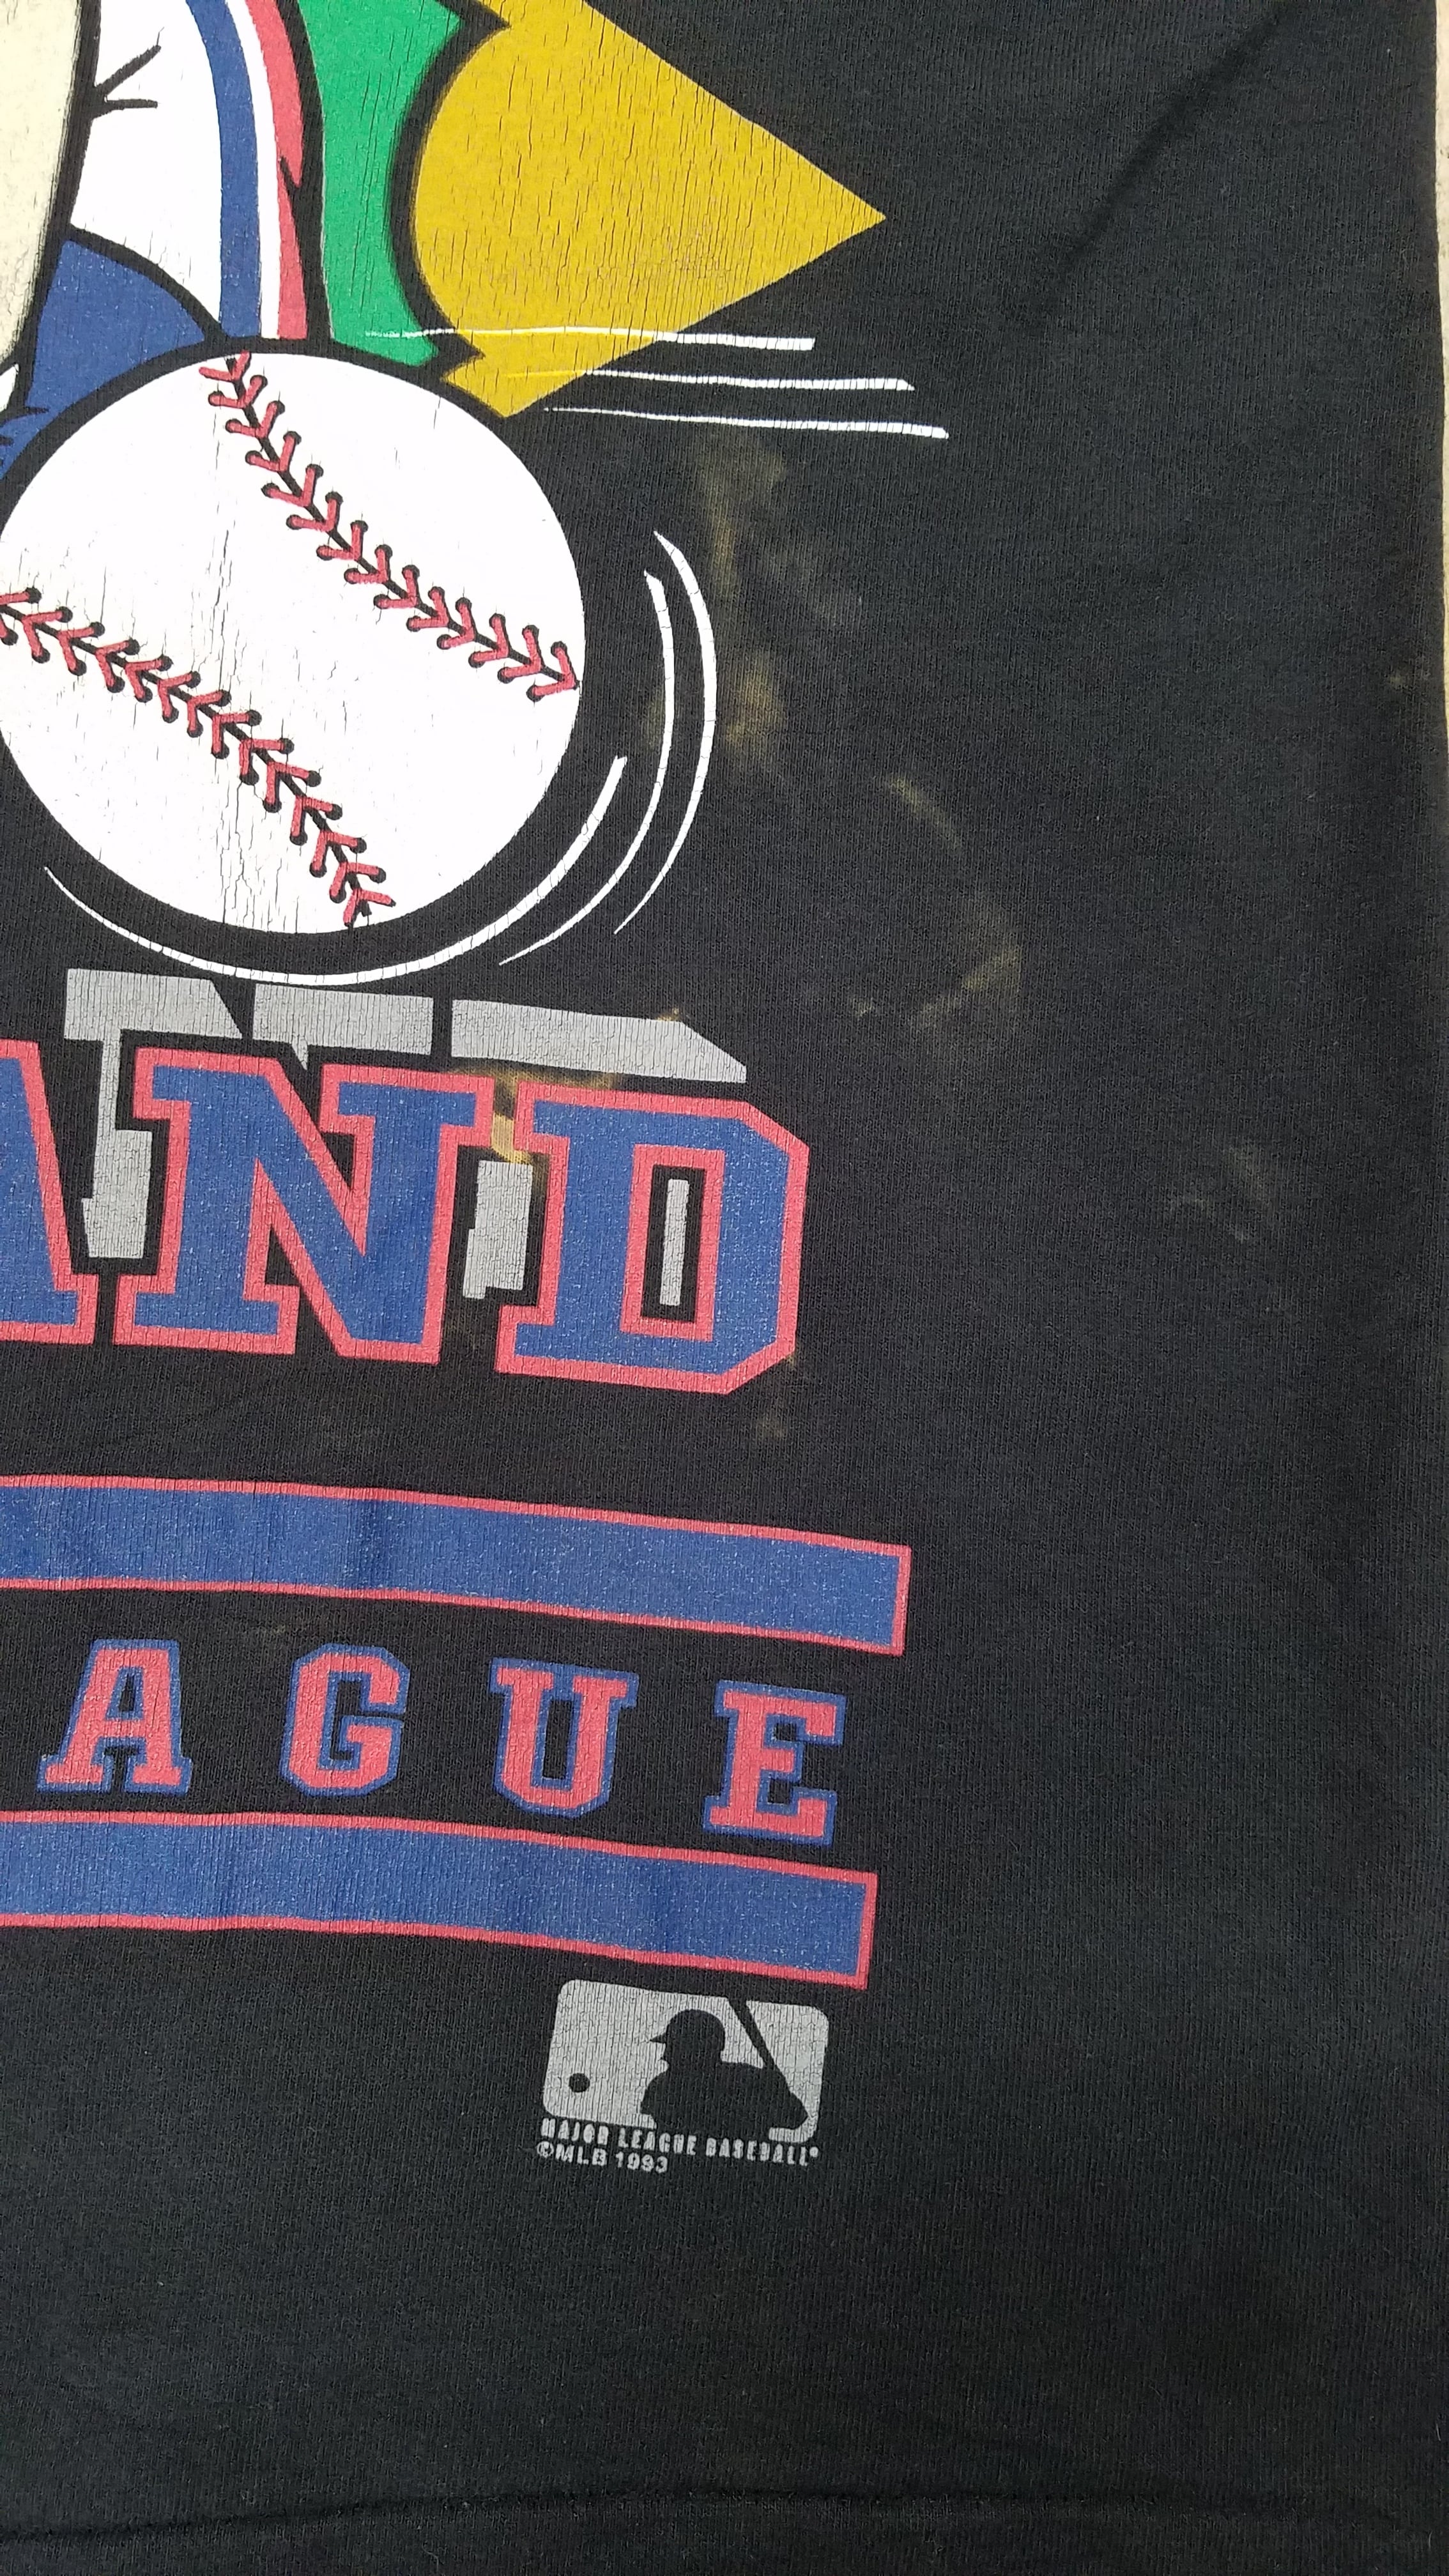 AND
AGUE
MAJOR LEAGUE BASEBALL®
©MLB 1993